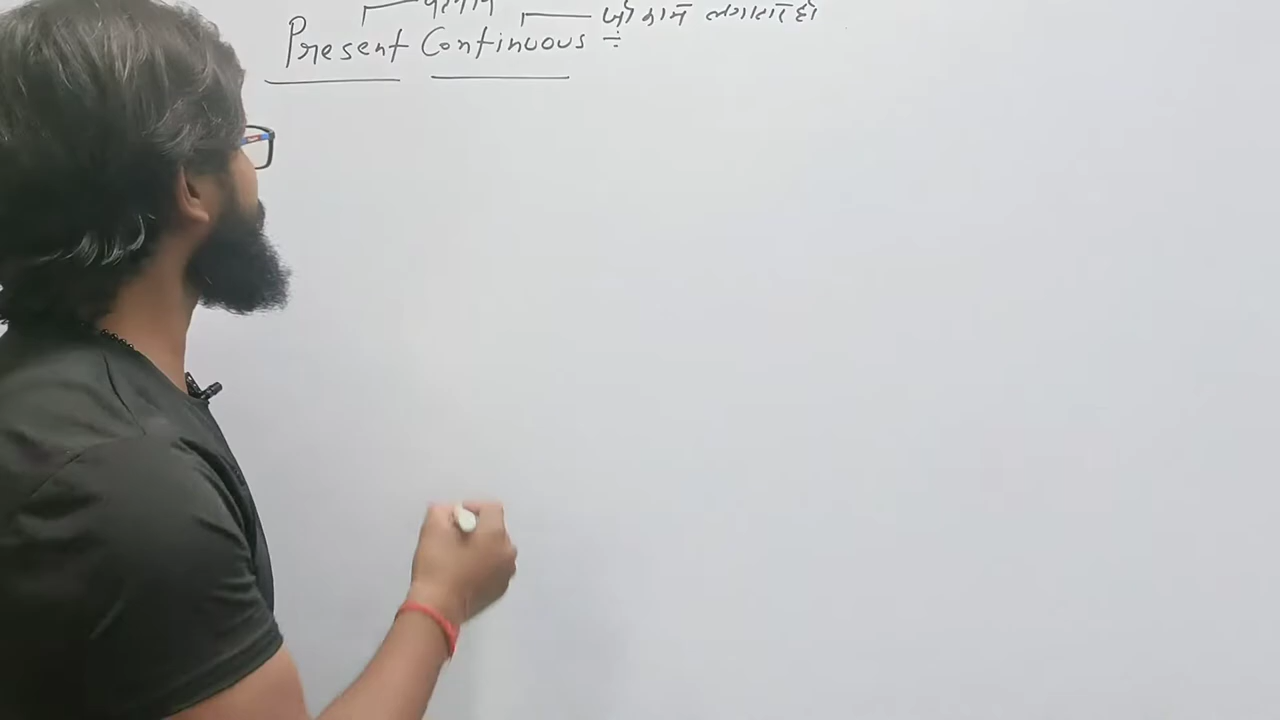 जो काम लगातार हो
Present Continuous ÷